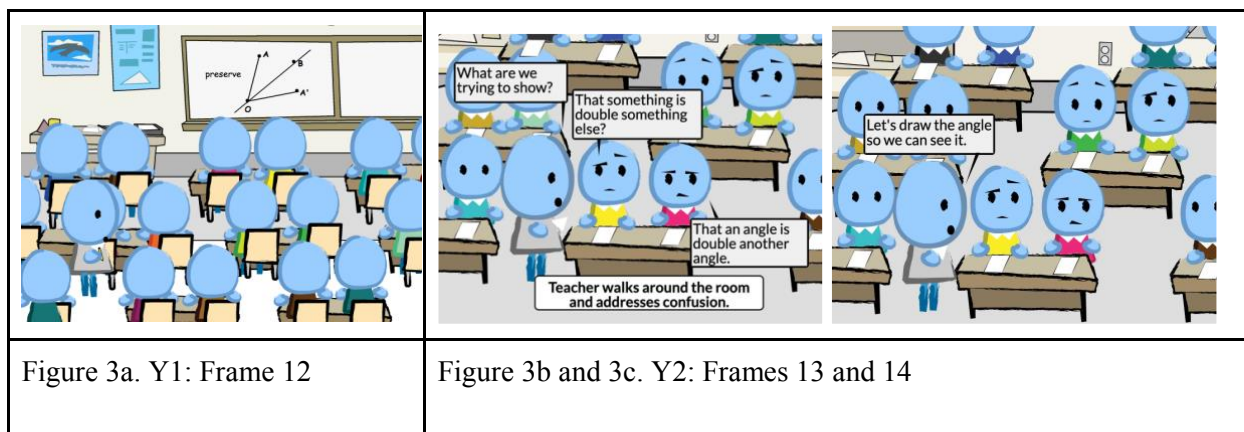 preserve
A
B
A'
O
What are we
trying to show?
That something is
double something
else?
That an angle is
double another
angle.
Teacher walks around the room
and addresses confusion.
Let's draw the angle
so we can see it.
Figure 3a. Y1: Frame 12
Figure 3b and 3c. Y2: Frames 13 and 14